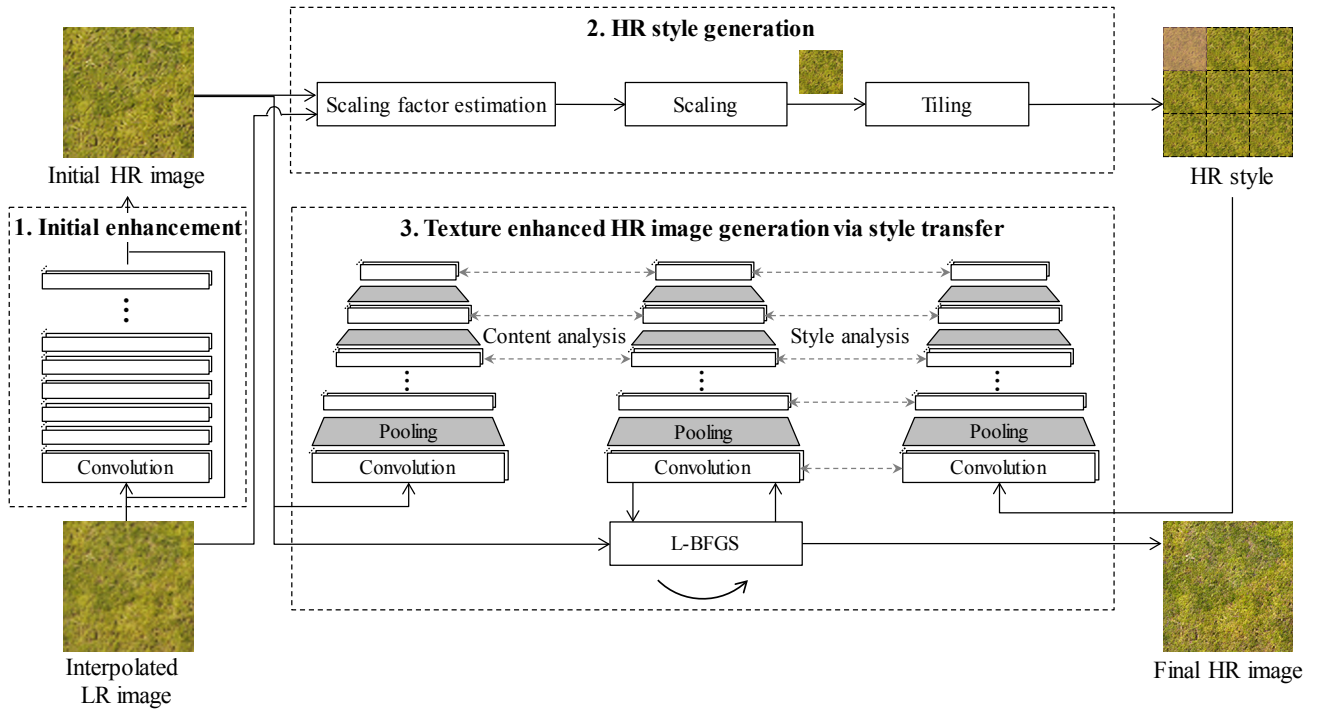 2. HR style generation
Scaling factor estimation
Scaling
Tiling
Initial HR image
HR style
1. Initial enhancement
Convolution
3. Texture enhanced HR image generation via style transfer
Content analysis
Style analysis
Pooling
Pooling
Pooling
Convolution
Convolution
Convolution
L-BFGS
Interpolated
LR image
Final HR image